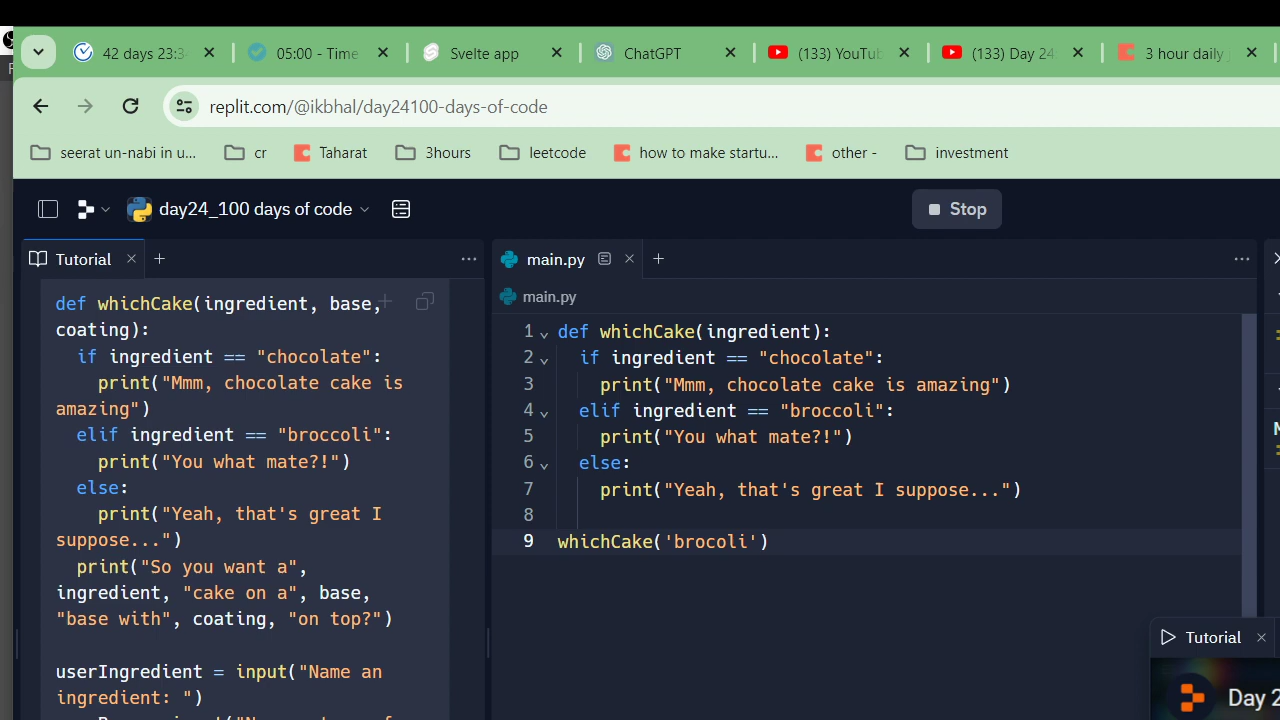 42 days 23:3
05:00 - Time
Svelte app
ChatGPT
(133) YouTub
(133) Day 24
3 hour daily
replit.com/@ikbhal/day24100-days-of-code
seerat un-nabi in u...
cr
Taharat
3hours
leetcode
how to make startu...
other -
investment
day24_100 days of code
Stop
Tutorial
def whichCake(ingredient, base,
coating):
if ingredient == "chocolate":
print("Mmm, chocolate cake is
amazing")
elif ingredient == "broccoli":
print("You what mate?!")
else:
print("Yeah, that's great I
suppose...")
print("So you want a",
ingredient, "cake on a", base,
"base with", coating, "on top?")
userIngredient = input("Name an
ingredient: ")
main.py
main.py
1 def whichCake(ingredient):
2 if ingredient == "chocolate":
3 print("Mmm, chocolate cake is amazing")
4 elif ingredient == "broccoli":
5 print("You what mate?!")
6 else:
7 print("Yeah, that's great I suppose...")
8
9 whichCake('brocoli')
Tutorial
Day 2